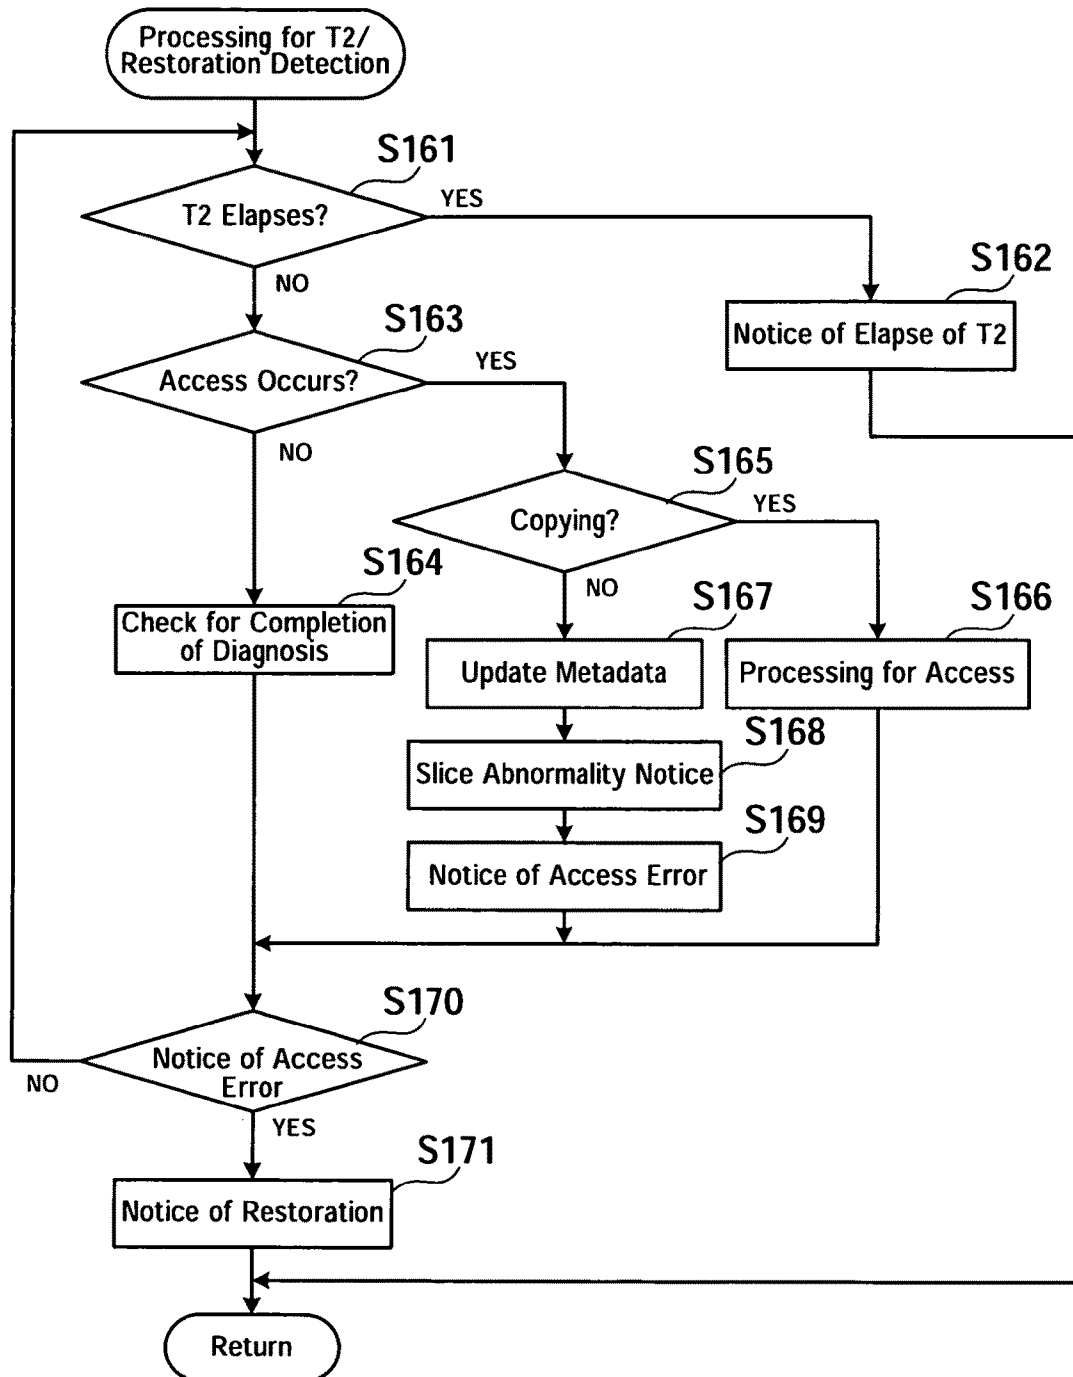 Processing for T2/
Restoration Detection
S161
T2 Elapses?
YES
NO
S162
Notice of Elapse of T2
S163
Access Occurs?
YES
NO
S165
Copying?
YES
NO
S164
Check for Completion
of Diagnosis
S167
Update Metadata
S166
Processing for Access
S168
Slice Abnormality Notice
S169
Notice of Access Error
S170
Notice of Access
Error
NO
YES
S171
Notice of Restoration
Return